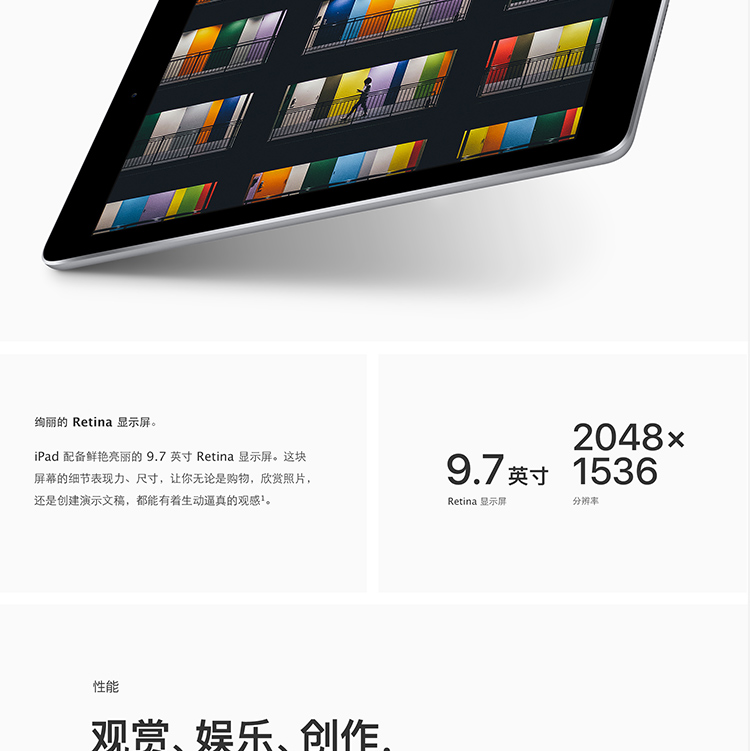 绚丽的 Retina 显示屏。
iPad 配备鲜艳亮丽的 9.7 英寸 Retina 显示屏。这块
屏幕的细节表现力、尺寸，让你无论是购物，欣赏照片，
还是创建演示文稿，都能有着生动逼真的观感¹。
9.7 英寸
Retina 显示屏
2048×
1536
分辨率
性能
观赏、娱乐、创作，